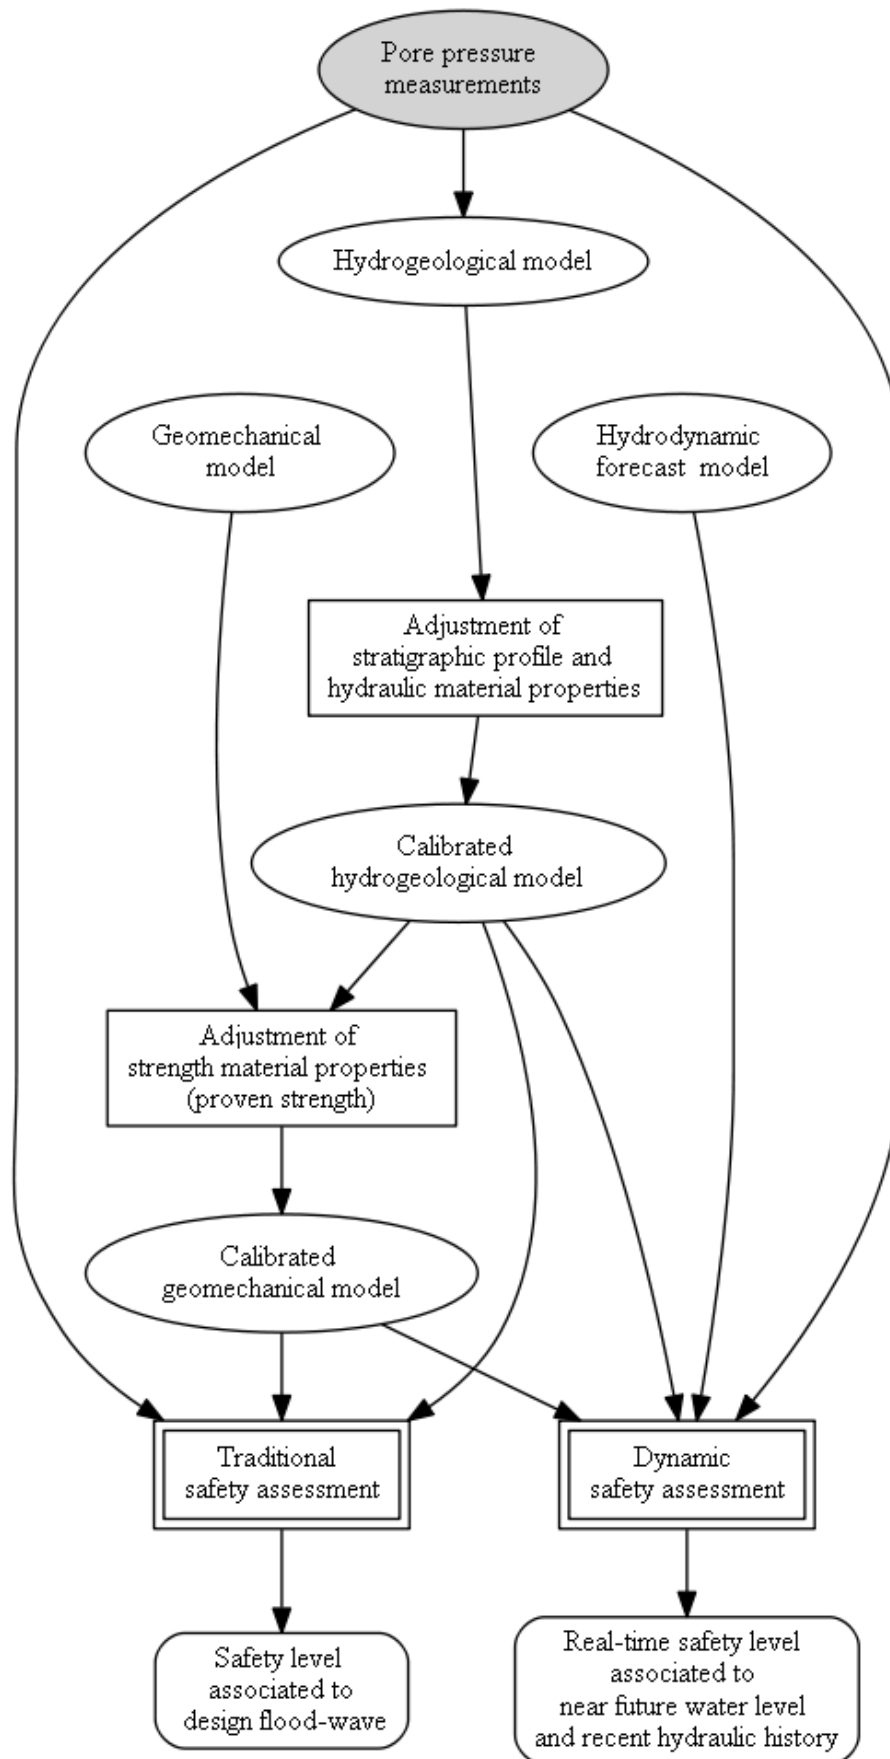 Pore pressure
measurements
Hydrogeological model
Geomechanical
model
Hydrodynamic
forecast model
Adjustment of
stratigraphic profile and
hydraulic material properties
Calibrated
hydrogeological model
Adjustment of
strength material properties
(proven strength)
Calibrated
geomechanical model
Traditional
safety assessment
Dynamic
safety assessment
Safety level
associated to
design flood-wave
Real-time safety level
associated to
near future water level
and recent hydraulic history